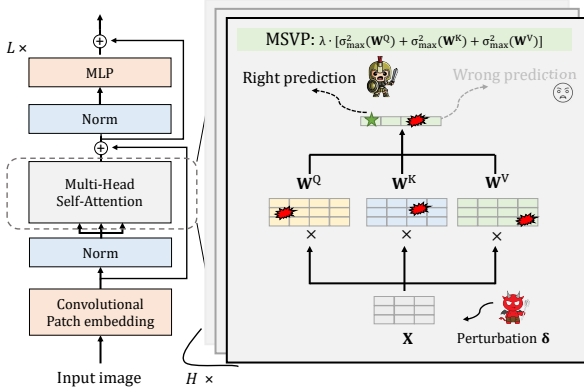 L ×
MLP
Norm
Multi-Head
Self-Attention
Norm
Convolutional
Patch embedding
Input image
H ×
MSVP: λ · [σ²max(W^Q) + σ²max(W^K) + σ²max(W^V)]
Right prediction
Wrong prediction
W^Q W^K W^V
× × ×
X
Perturbation δ